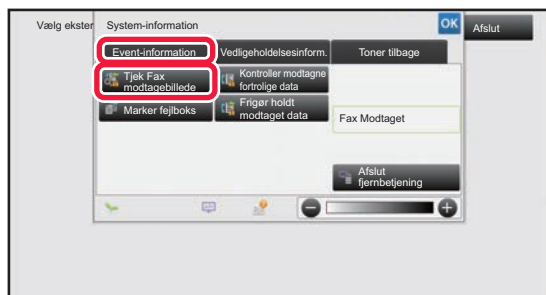 Vælg ekster
System-information
OK
Afslut
Event-information
Vedligeholdelsesinform.
Toner tilbage
Tjek Fax
modtagebillede
Kontroller modtagne
fortrolige data
Marker fejlboks
Frigør holdt
modtaget data
Fax Modtaget
Afslut
fjernbetjening